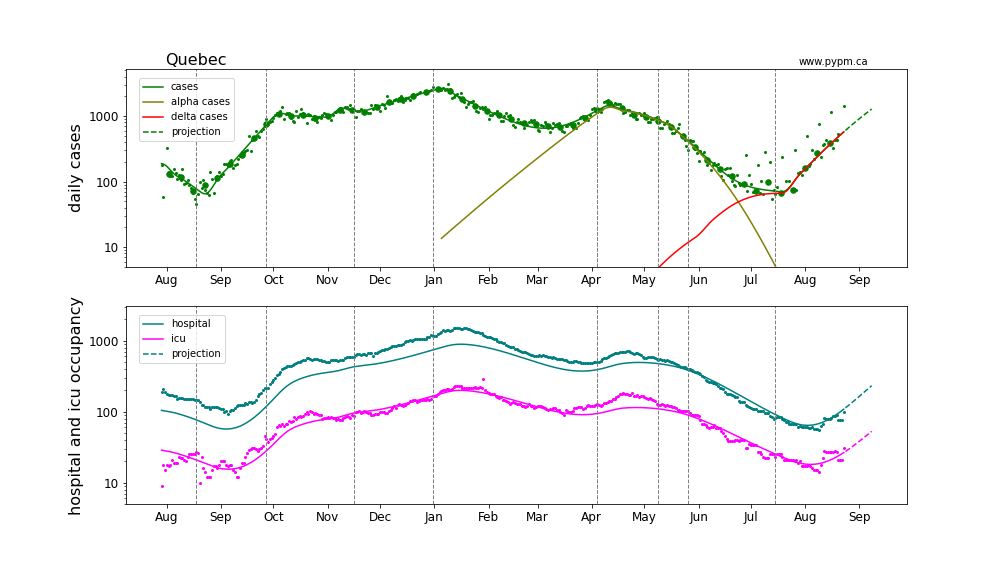 Quebec
www.pypm.ca
daily cases
1000
100
10
cases
alpha cases
delta cases
projection
Aug Sep Oct Nov Dec Jan Feb Mar Apr May Jun Jul Aug Sep
hospital and icu occupancy
1000
100
10
hospital
icu
projection
Aug Sep Oct Nov Dec Jan Feb Mar Apr May Jun Jul Aug Sep